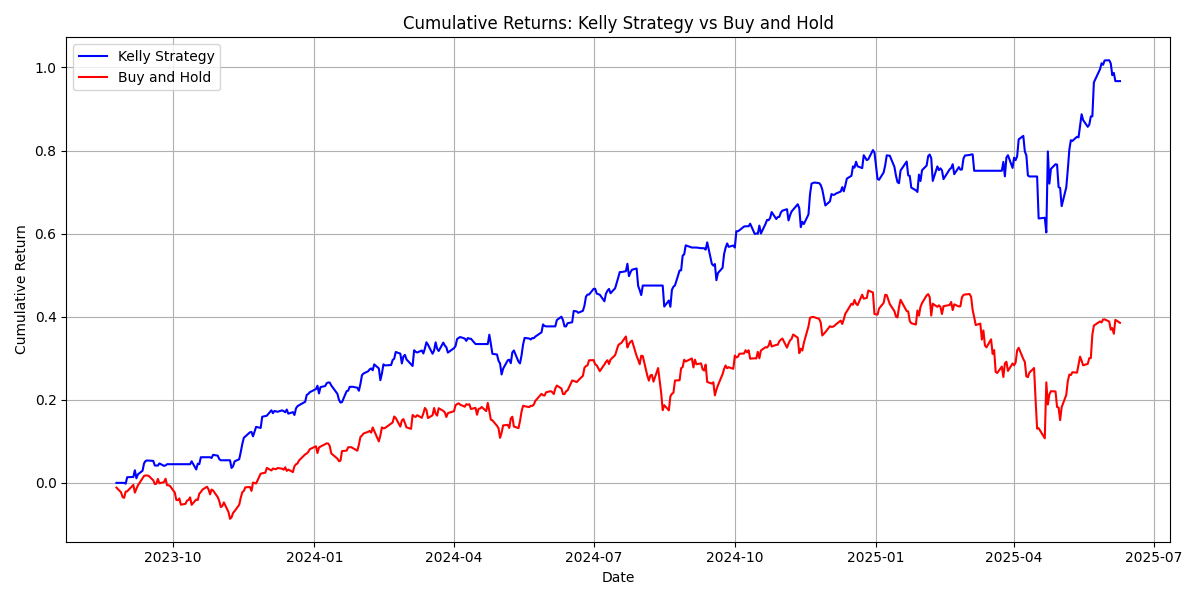 Cumulative Returns: Kelly Strategy vs Buy and Hold
Kelly Strategy
Buy and Hold
Cumulative Return
1.0
0.8
0.6
0.4
0.2
0.0
2023-10
2024-01
2024-04
2024-07
2024-10
2025-01
2025-04
2025-07
Date